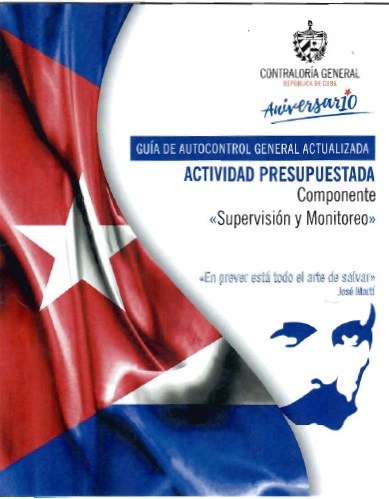 CONTRALORÍA GENERAL
REPÚBLICA DE CUBA
Aniversario
GUÍA DE AUTOCONTROL GENERAL ACTUALIZADA
ACTIVIDAD PRESUPUESTADA
Componente
«Supervisión y Monitoreo»
«En prever está todo el arte de salvar»
José Martí